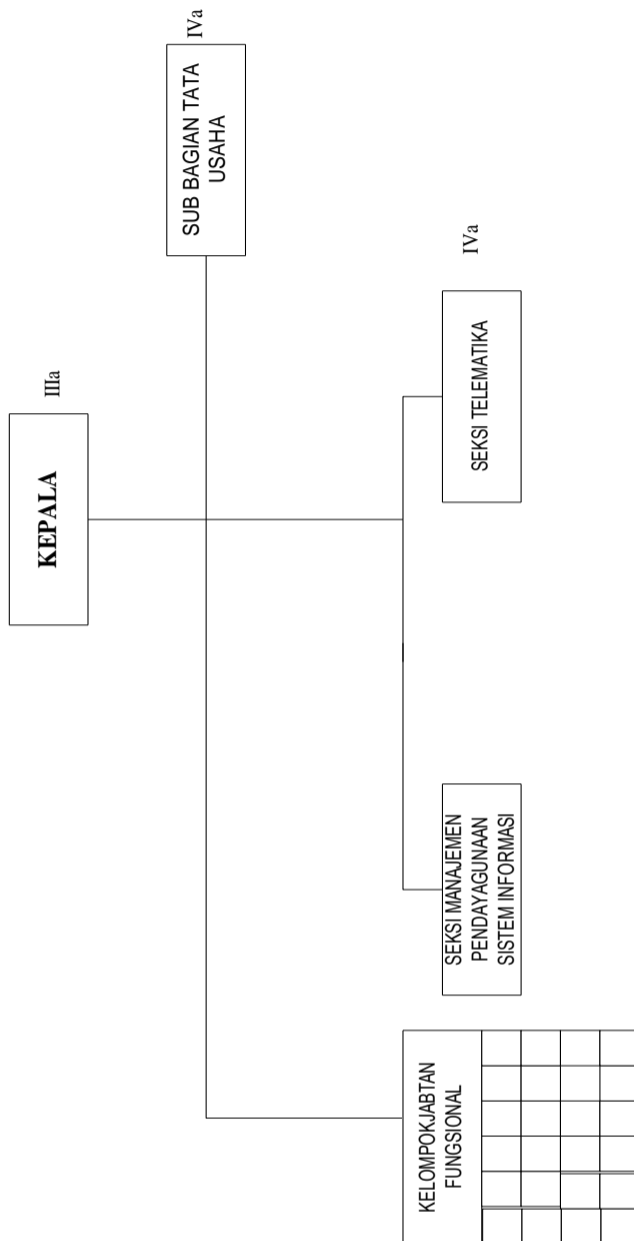 KEPALA
IIIa
SUB BAGIAN TATA
USAHA
IVa
KELOMPOKJABTAN
FUNGSIONAL
SEKSI MANAJEMEN
PENDAYAGUNAAN
SISTEM INFORMASI
SEKSI TELEMATIKA
IVa